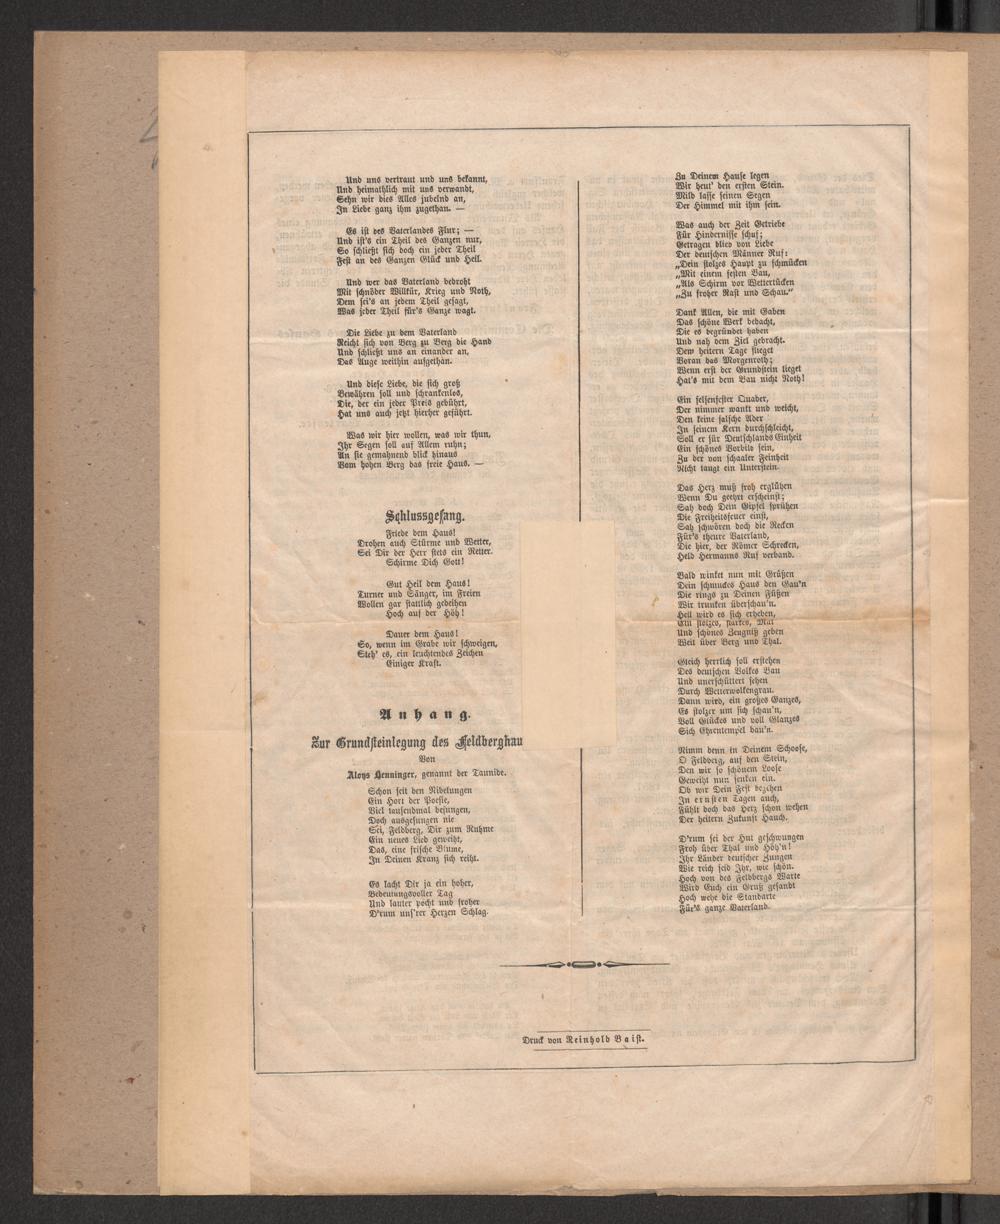 Und uns vertraut und uns bekannt,
Und heimathlich mit uns verwandt,
Sehn wir dies Alles jubelnd an,
In Liebe ganz ihm zugethan. —
Es ist des Vaterlandes Flur; —
Und ist's ein Theil des Ganzen nur,
So schließt sich doch ein jeder Theil
Fest an des Ganzen Glück und Heil.
Und wer das Vaterland bedroht
Mit schnöder Willkür, Krieg und Noth,
Dem sei's an jedem Theil gesagt,
Was jeder Theil für's Ganze wagt.
Die Liebe zu dem Vaterland
Reicht sich von Berg zu Berg die Hand
Und schließt uns an einander an,
Das Auge weithin aufgethan.
Und diese Liebe, die sich groß
Bewähren soll und schrankenlos,
Die, der ein jeder Preis gebührt,
Hat uns auch jetzt hierher geführt.
Was wir hier wollen, was wir thun,
Ihr Segen soll auf Allem ruhn;
An sie gemahnend blick hinaus
Vom hohen Berg das freie Haus. —
Schlussgesang.
Friede dem Haus!
Drohen auch Stürme und Wetter,
Sei Dir der Herr stets ein Retter.
Schirme Dich Gott!
Gut Heil dem Haus!
Turner und Sänger, im Freien
Wollen gar stattlich gedeihen
Hoch auf der Höh'!
Dauer dem Haus!
So, wenn im Grabe wir schweigen,
Steh' es, ein leuchtendes Zeichen
Einiger Kraft.
Anhang.
Zur Grundsteinlegung des Feldberghau
Von
Aloys Henninger, genannt der Taunide.
Schon seit den Nibelungen
Ein Hort der Poesie,
Viel tausendmal besungen,
Doch ausgesungen nie
Sei, Feldberg, Dir zum Ruhme
Ein neues Lied geweiht,
Das, eine frische Blume,
In Deinen Kranz sich reiht.
Es lacht Dir ja ein hoher,
Bedeutungsvoller Tag
Und lauter pocht und froher
D'rum uns'rer Herzen Schlag.
Zu Deinem Hause legen
Wir heut' den ersten Stein.
Mild lasse seinen Segen
Der Himmel mit ihm sein.
Was auch der Zeit Getriebe
Für Hindernisse schuf;
Getragen blieb von Liebe
Der deutschen Männer Ruf:
„Dein stolzes Haupt zu schmücken
„Mit einem festen Bau,
„Als Schirm vor Wettertücken
„Zu froher Rast und Schau."
Dank Allen, die mit Gaben
Das schöne Werk bedacht,
Die es begründet haben
Und nah dem Ziel gebracht.
Dem heitern Tage flieget
Voran das Morgenroth;
Wenn erst der Grundstein lieget
Hat's mit dem Bau nicht Noth!
Ein felsenfester Quader,
Der nimmer wankt und weicht,
Den keine falsche Ader
In seinem Kern durchschleicht,
Soll er für Deutschlands Einheit
Ein schönes Vorbild sein,
Zu der von schaaler Feinheit
Nicht taugt ein Unterstein.
Das Herz muß froh erglühen
Wenn Du geehrt erscheinst;
Sah doch Dein Gipfel sprühen
Die Freiheitsfeuer einst,
Sah schwören doch die Recken
Für's theure Vaterland,
Die hier, der Römer Schrecken,
Held Hermanns Ruf verband.
Bald winket nun mit Grüßen
Dein schmuckes Haus den Gau'n
Die rings zu Deinen Füßen
Wir trunken überschau'n.
Heil wird es sich erheben,
Ein stolzes, starkes, Mal
Und schönes Zeugniß geben
Weit über Berg und Thal.
Gleich herrlich soll erstehen
Des deutschen Volkes Bau
Und unerschüttert sehen
Durch Wetterwolkengrau.
Dann wird, ein großes Ganzes,
Es stolzer um sich schau'n,
Voll Glückes und voll Glanzes
Sich Ehrentempel bau'n.
Nimm denn in Deinem Schoose,
O Feldberg, auf den Stein,
Den wir so schönem Loose
Geweiht nun senken ein.
Ob wir Dein Fest begehen
In ernsten Tagen auch,
Fühlt doch das Herz schon wehen
Der heitern Zukunft Hauch.
D'rum sei der Hut geschwungen
Froh über Thal und Höh'n!
Ihr Länder deutscher Zungen
Wie reich seid Ihr, wie schön.
Hoch von des Feldbergs Warte
Wird Euch ein Gruß gesandt
Hoch wehe die Standarte
Für's ganze Vaterland.
Druck von Reinhold Baist.